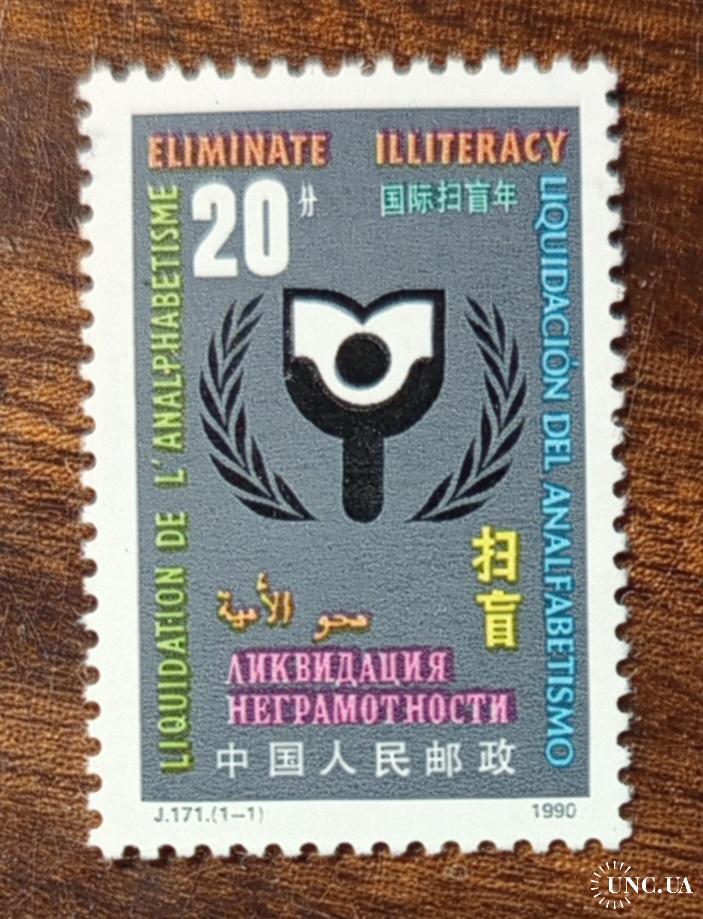 ELIMINATE ILLITERACY
20分
国际扫盲年
LIQUIDATION DE L'ANALPHABÉTISME
LIQUIDACIÓN DEL ANALFABETISMO
扫盲
محو الأمية
ЛИКВИДАЦИЯ
НЕГРАМОТНОСТИ
中国人民邮政
J.171.(1-1) 1990
UNC.UA